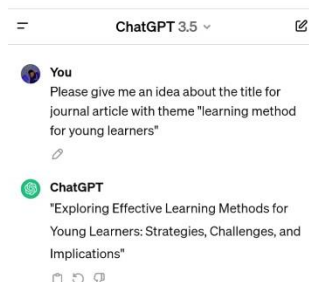 ChatGPT 3.5
You
Please give me an idea about the title for
journal article with theme "learning method
for young learners"
ChatGPT
"Exploring Effective Learning Methods for
Young Learners: Strategies, Challenges, and
Implications"